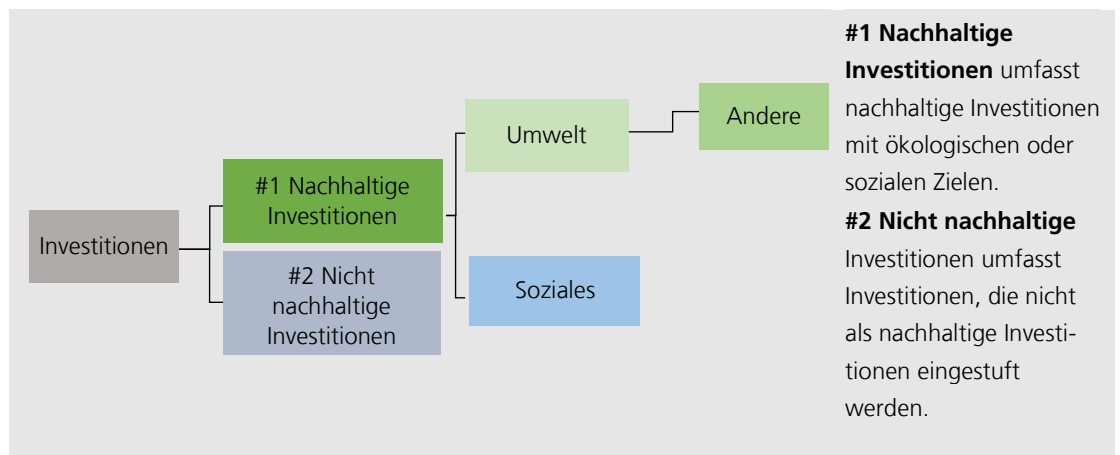 Investitionen
#1 Nachhaltige
Investitionen
#2 Nicht
nachhaltige
Investitionen
Umwelt
Soziales
Andere
#1 Nachhaltige
Investitionen umfasst
nachhaltige Investitionen
mit ökologischen oder
sozialen Zielen.
#2 Nicht nachhaltige
Investitionen umfasst
Investitionen, die nicht
als nachhaltige Investi-
tionen eingestuft
werden.